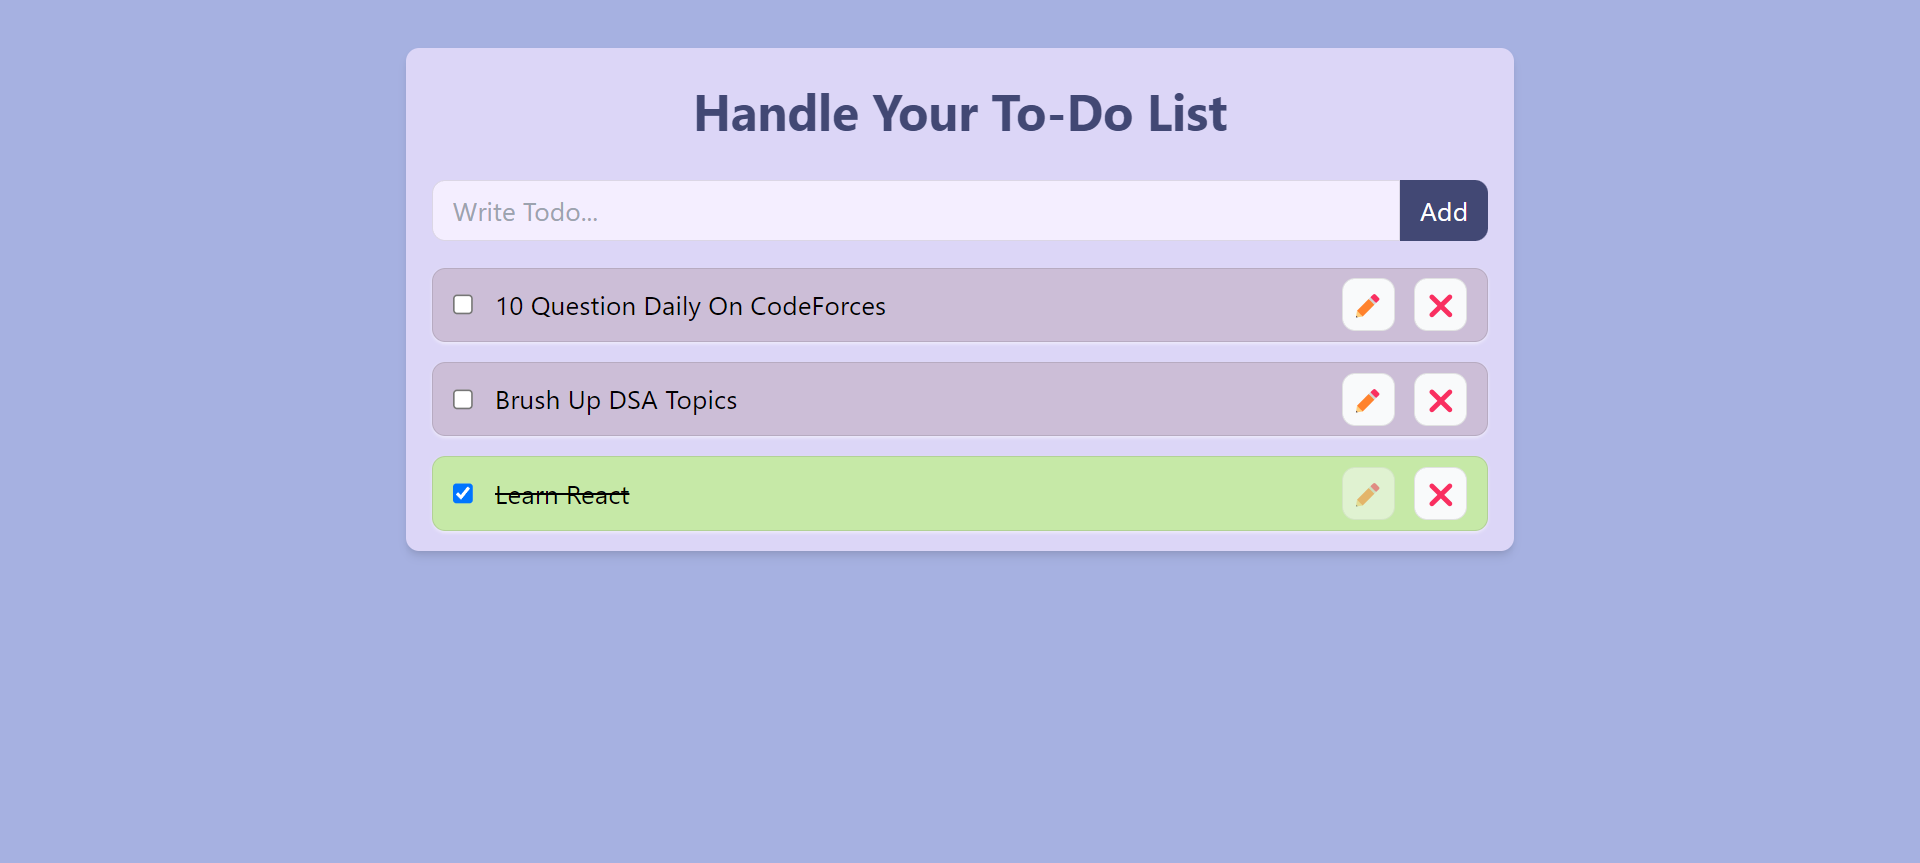 Handle Your To-Do List
Write Todo...
Add
10 Question Daily On CodeForces
Brush Up DSA Topics
Learn React